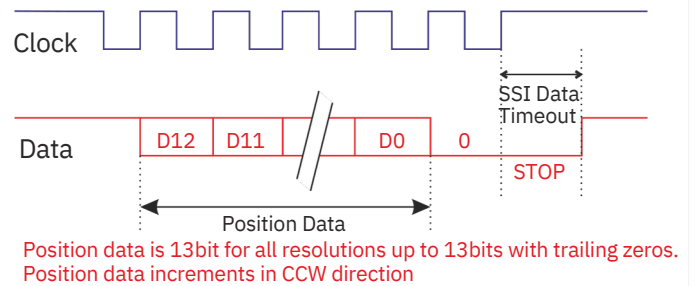 Clock
SSI Data
Timeout
Data
D12 D11 D0 0
STOP
Position Data
Position data is 13bit for all resolutions up to 13bits with trailing zeros.
Position data increments in CCW direction